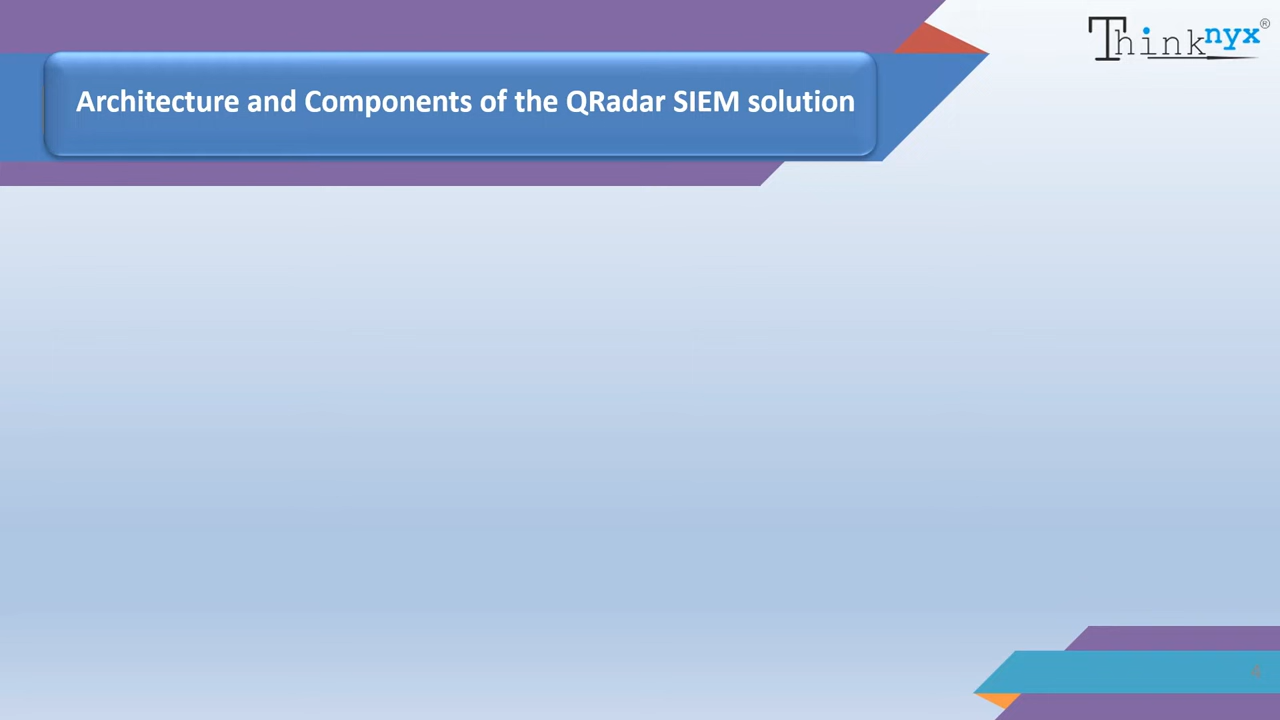 Thinknyx®
Architecture and Components of the QRadar SIEM solution